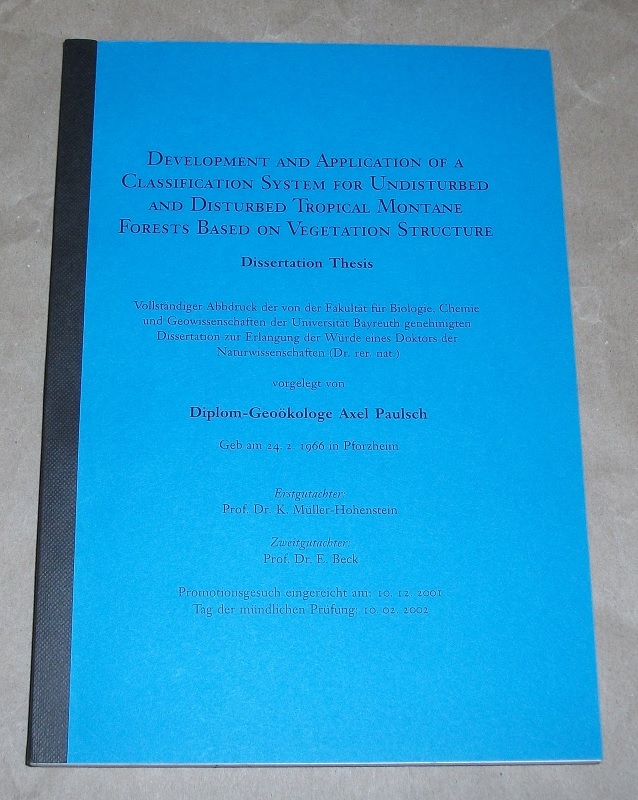 Development and Application of a
Classification System for Undisturbed
and Disturbed Tropical Montane
Forests Based on Vegetation Structure
Dissertation Thesis
Vollständiger Abbdruck der von der Fakultät für Biologie, Chemie
und Geowissenschaften der Universität Bayreuth genehmigten
Dissertation zur Erlangung der Würde eines Doktors der
Naturwissenschaften (Dr. rer. nat.)
vorgelegt von
Diplom-Geoökologe Axel Paulsch
Geb am 24. 2. 1966 in Pforzheim
Erstgutachter:
Prof. Dr. K. Müller-Hohenstein
Zweitgutachter:
Prof. Dr. E. Beck
Promotionsgesuch eingereicht am: 10. 12. 2001
Tag der mündlichen Prüfung: 10. 02. 2002